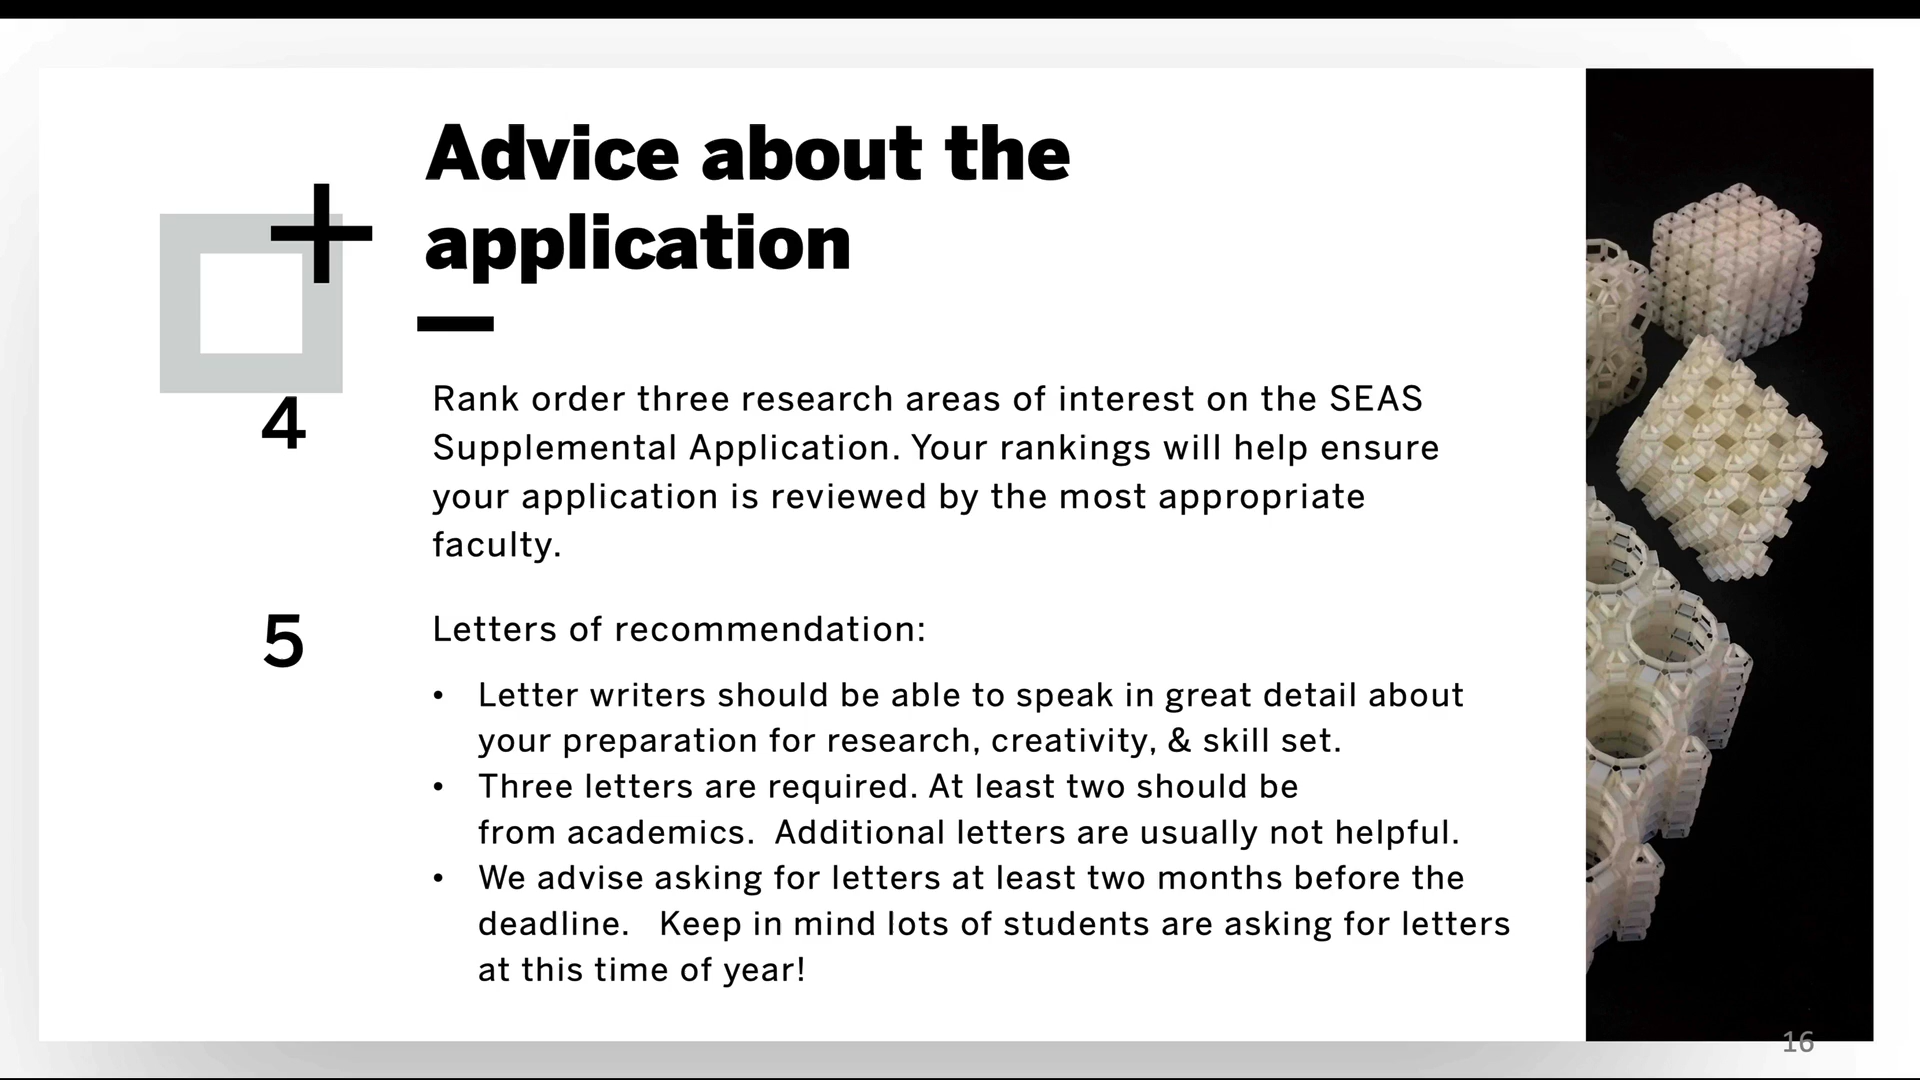 Advice about the
application
4
Rank order three research areas of interest on the SEAS
Supplemental Application. Your rankings will help ensure
your application is reviewed by the most appropriate
faculty.
5
Letters of recommendation:
• Letter writers should be able to speak in great detail about
your preparation for research, creativity, & skill set.
• Three letters are required. At least two should be
from academics.  Additional letters are usually not helpful.
• We advise asking for letters at least two months before the
deadline.   Keep in mind lots of students are asking for letters
at this time of year!
16